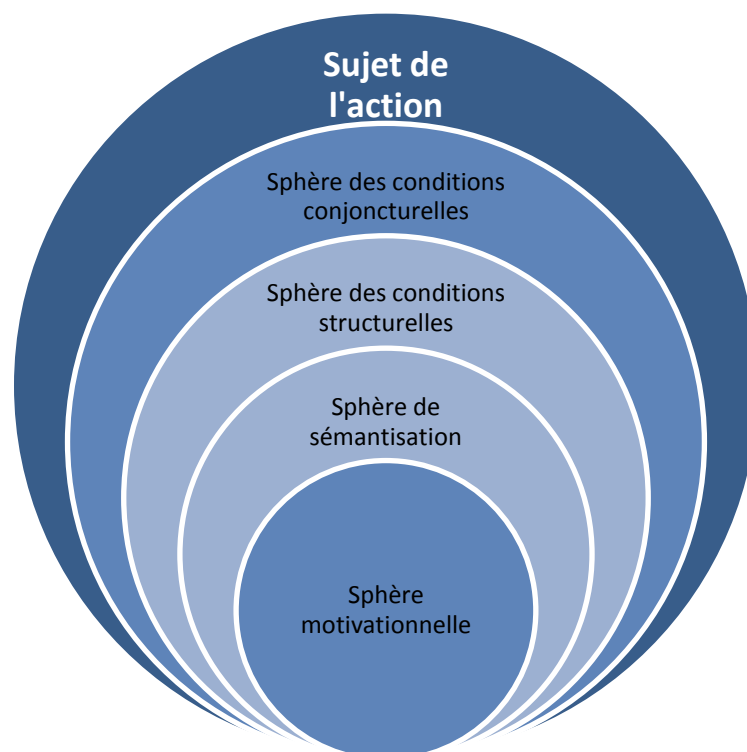 Sujet de
l'action
Sphère des conditions
conjoncturelles
Sphère des conditions
structurelles
Sphère de
sémantisation
Sphère
motivationnelle